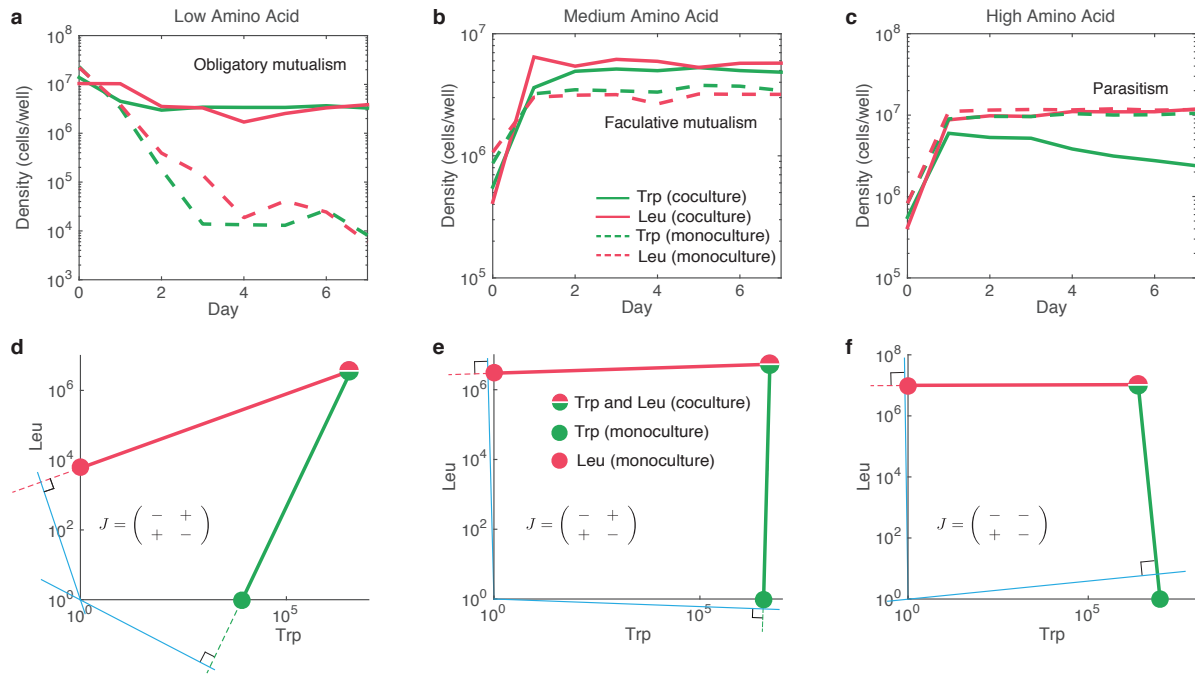 a
Low Amino Acid
Obligatory mutualism
Density (cells/well)
10^8
10^7
10^6
10^5
10^4
10^3
0 2 4 6
Day
b
Medium Amino Acid
Faculative mutualism
Trp (coculture)
Leu (coculture)
Trp (monoculture)
Leu (monoculture)
Density (cells/well)
10^7
10^6
10^5
0 2 4 6
Day
c
High Amino Acid
Parasitism
Density (cells/well)
10^8
10^7
10^6
10^5
0 2 4 6
Day
d
Leu
10^6
10^4
10^2
10^0
J = ( − +
+ − )
10^0 10^5
Trp
e
Leu
10^6
10^4
10^2
10^0
Trp and Leu (coculture)
Trp (monoculture)
Leu (monoculture)
J = ( − +
+ − )
10^0 10^5
Trp
f
Leu
10^8
10^6
10^4
10^2
10^0
J = ( − −
+ − )
10^0 10^5
Trp